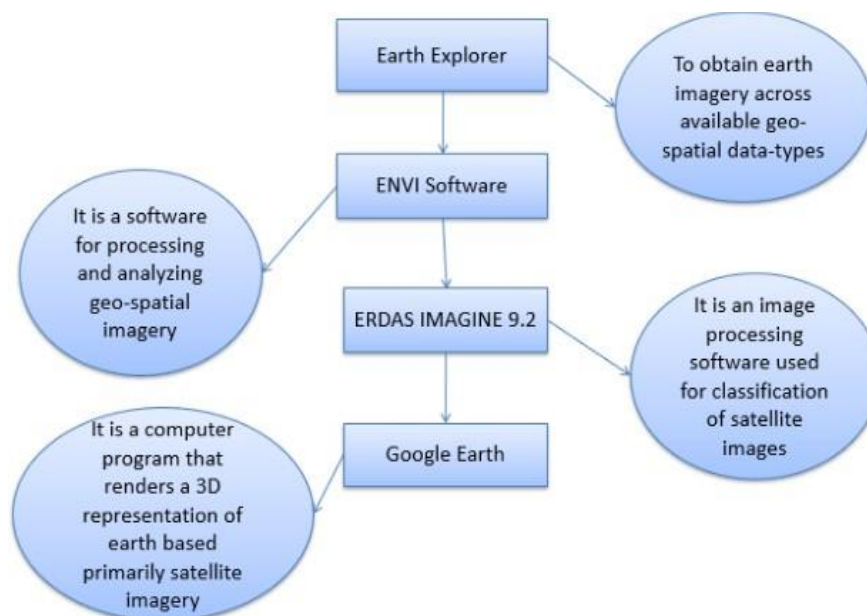 Earth Explorer
To obtain earth
imagery across
available geo-
spatial data-types
ENVI Software
It is a software
for processing
and analyzing
geo-spatial
imagery
ERDAS IMAGINE 9.2
It is an image
processing
software used
for classification
of satellite
images
Google Earth
It is a computer
program that
renders a 3D
representation of
earth based
primarily satellite
imagery